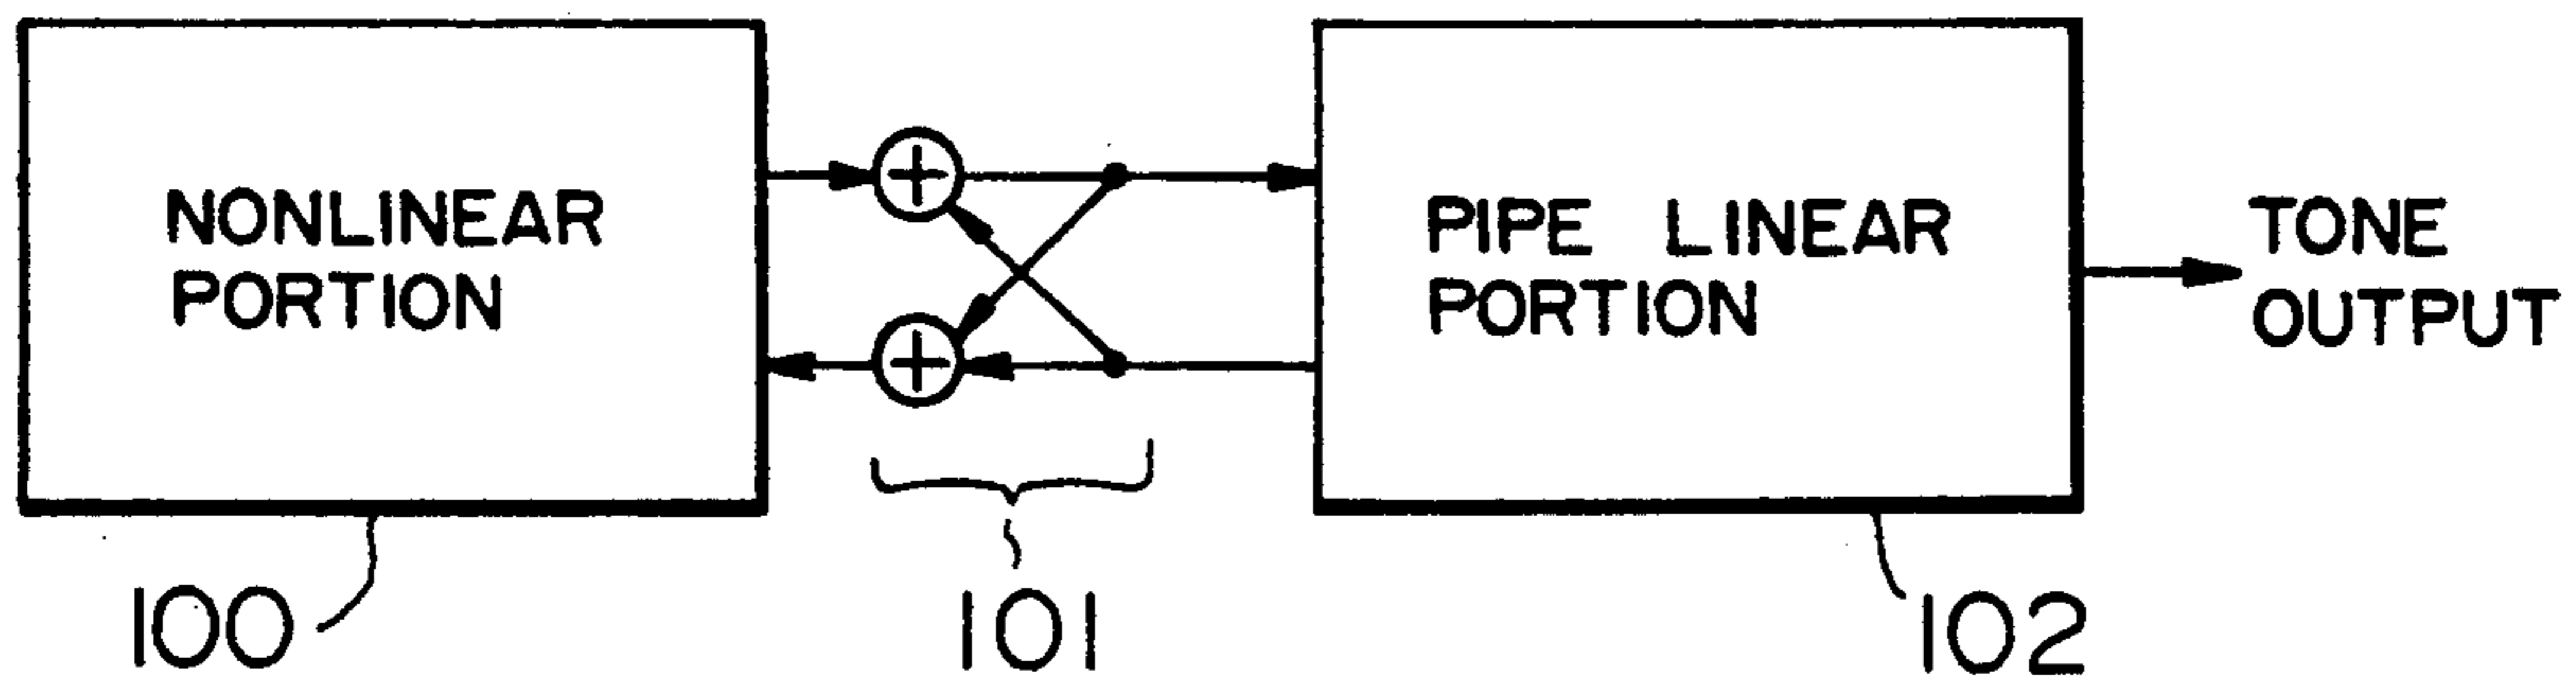 NONLINEAR
PORTION
PIPE LINEAR
PORTION
TONE
OUTPUT
100
101
102